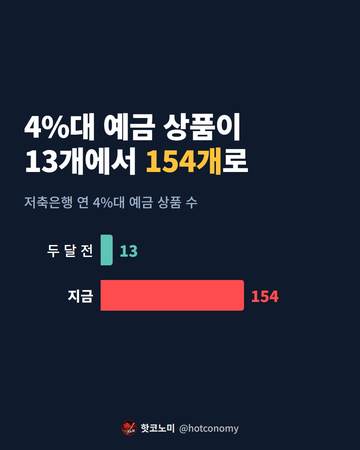 4%대 예금 상품이
13개에서 154개로
저축은행 연 4%대 예금 상품 수
두 달 전 13
지금 154
핫코노미 @hotconomy